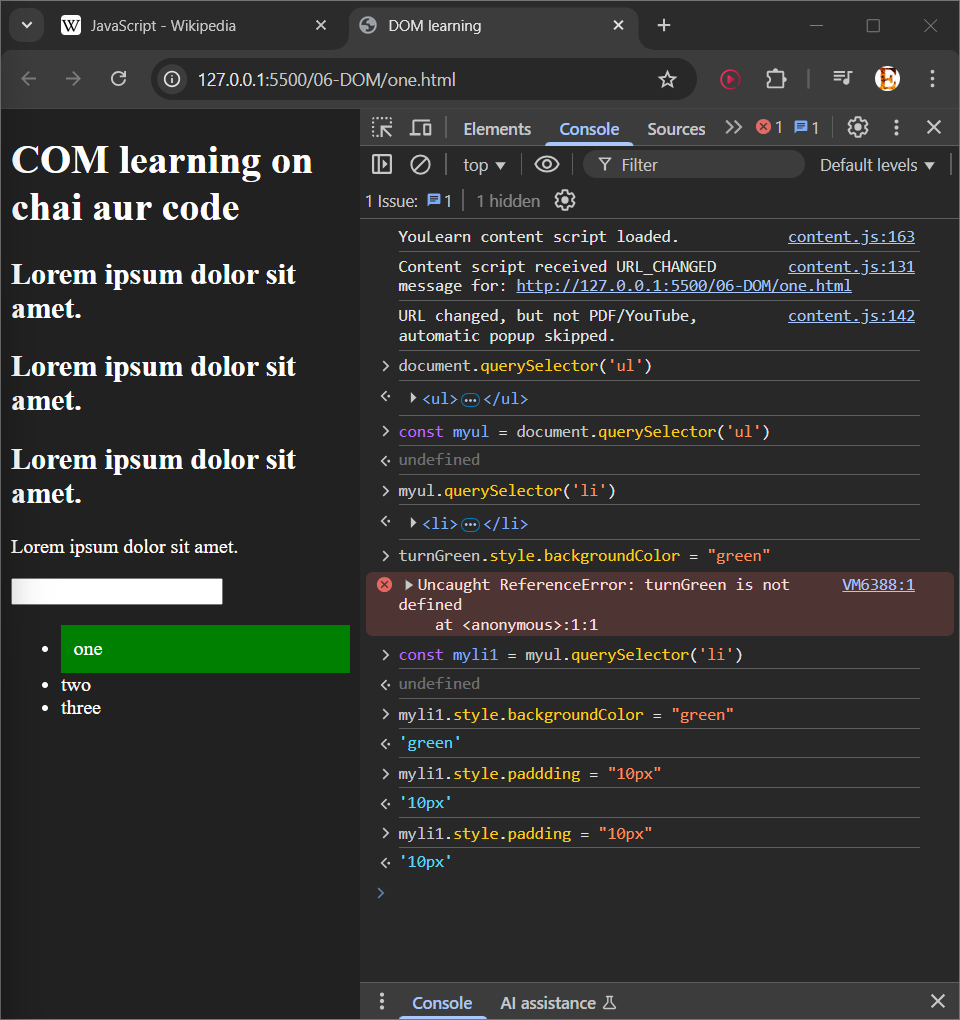 JavaScript - Wikipedia
DOM learning
127.0.0.1:5500/06-DOM/one.html
COM learning on
chai aur code
Lorem ipsum dolor sit
amet.
Lorem ipsum dolor sit
amet.
Lorem ipsum dolor sit
amet.
Lorem ipsum dolor sit amet.
one
two
three
Elements Console Sources 1 1
top Filter Default levels
1 Issue: 1 1 hidden
YouLearn content script loaded. content.js:163
Content script received URL_CHANGED content.js:131
message for: http://127.0.0.1:5500/06-DOM/one.html
URL changed, but not PDF/YouTube, content.js:142
automatic popup skipped.
document.querySelector('ul')
<ul>…</ul>
const myul = document.querySelector('ul')
undefined
myul.querySelector('li')
<li>…</li>
turnGreen.style.backgroundColor = "green"
Uncaught ReferenceError: turnGreen is not VM6388:1
defined
at <anonymous>:1:1
const myli1 = myul.querySelector('li')
undefined
myli1.style.backgroundColor = "green"
'green'
myli1.style.paddding = "10px"
'10px'
myli1.style.padding = "10px"
'10px'
Console AI assistance